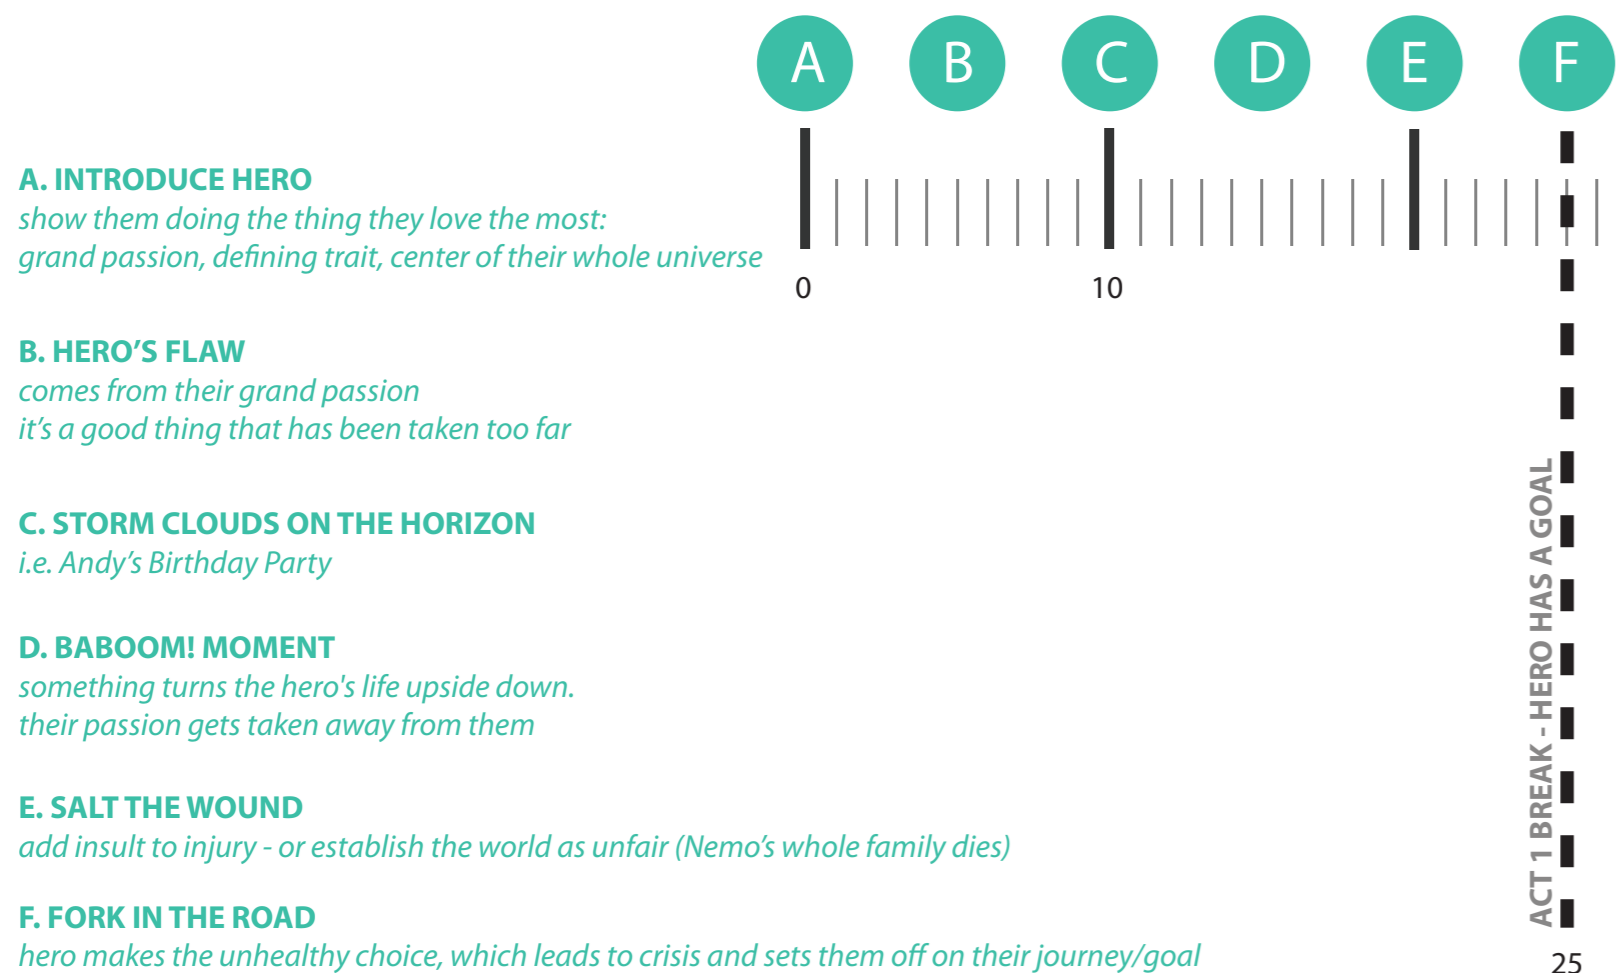 A B C D E F
0 10
A. INTRODUCE HERO
show them doing the thing they love the most:
grand passion, defining trait, center of their whole universe
B. HERO’S FLAW
comes from their grand passion
it’s a good thing that has been taken too far
C. STORM CLOUDS ON THE HORIZON
i.e. Andy’s Birthday Party
D. BABOOM! MOMENT
something turns the hero's life upside down.
their passion gets taken away from them
E. SALT THE WOUND
add insult to injury - or establish the world as unfair (Nemo’s whole family dies)
F. FORK IN THE ROAD
hero makes the unhealthy choice, which leads to crisis and sets them off on their journey/goal
ACT 1 BREAK - HERO HAS A GOAL
25